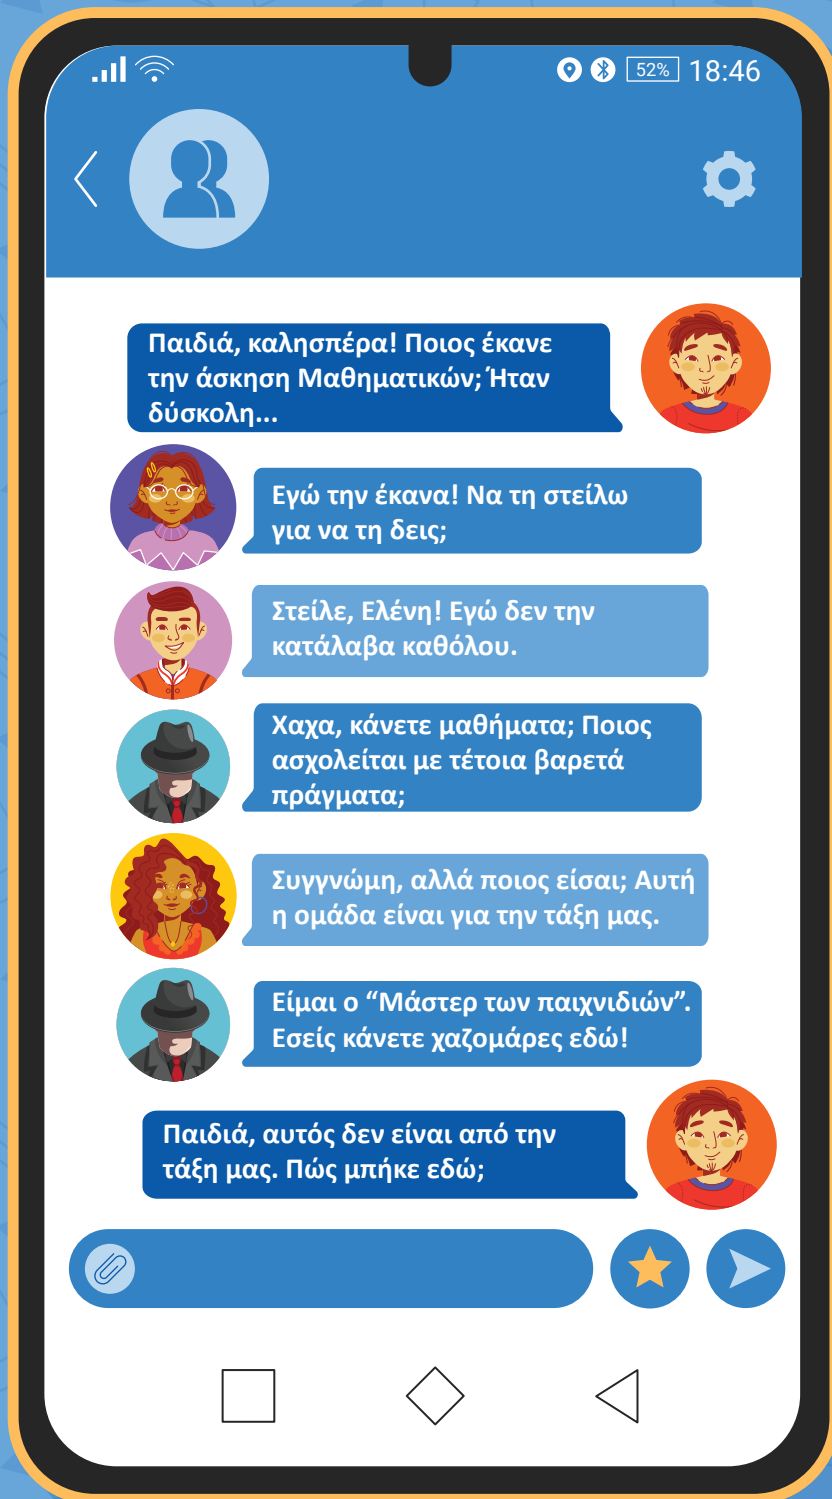 52% 18:46
Παιδιά, καλησπέρα! Ποιος έκανε
την άσκηση Μαθηματικών; Ήταν
δύσκολη...
Εγώ την έκανα! Να τη στείλω
για να τη δεις;
Στείλε, Ελένη! Εγώ δεν την
κατάλαβα καθόλου.
Χαχα, κάνετε μαθήματα; Ποιος
ασχολείται με τέτοια βαρετά
πράγματα;
Συγγνώμη, αλλά ποιος είσαι; Αυτή
η ομάδα είναι για την τάξη μας.
Είμαι ο “Μάστερ των παιχνιδιών”.
Εσείς κάνετε χαζομάρες εδώ!
Παιδιά, αυτός δεν είναι από την
τάξη μας. Πώς μπήκε εδώ;